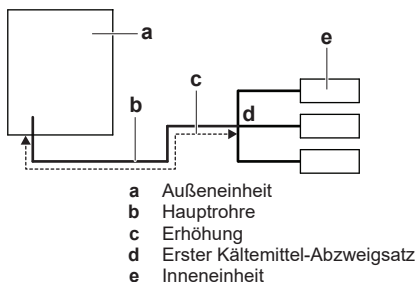 a
e
c
b
d
a Außeneinheit
b Hauptrohre
c Erhöhung
d Erster Kältemittel-Abzweigsatz
e Inneneinheit